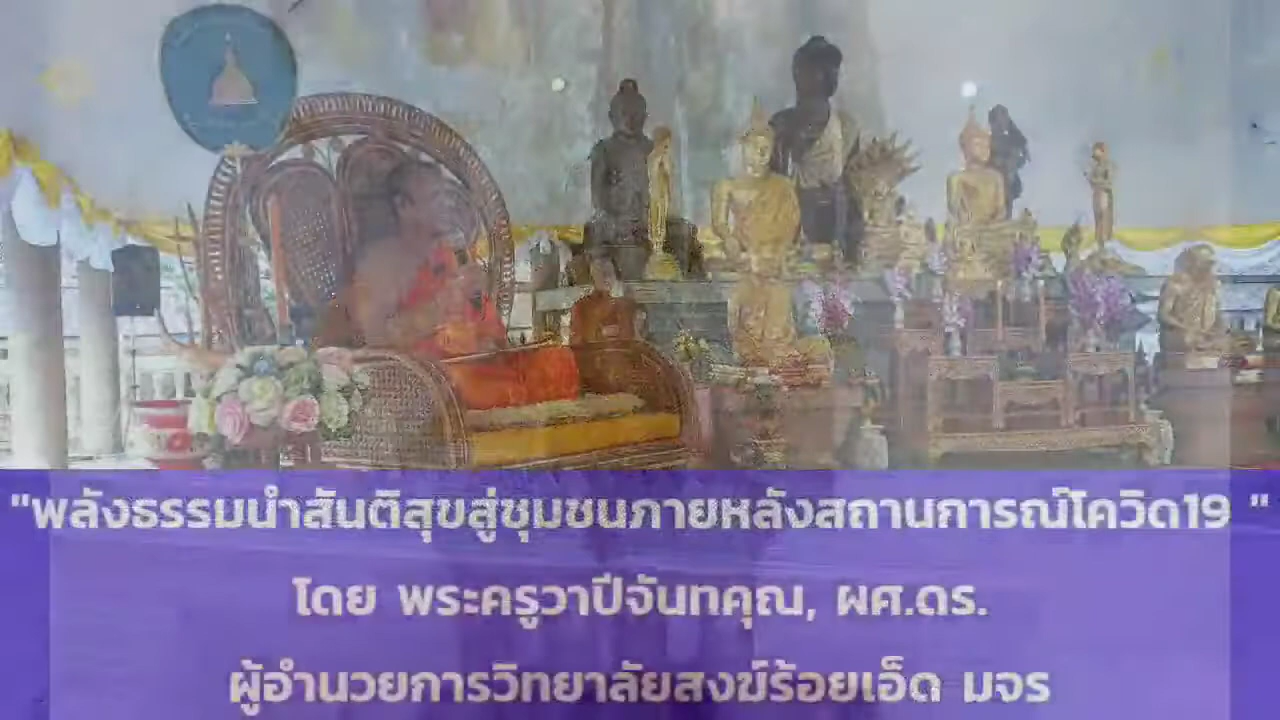 "พลังธรรมนำสันติสุขสู่ชุมชนภายหลังสถานการณ์โควิด19 "
โดย พระครูวาปีจันทคุณ, ผศ.ดร.
ผู้อำนวยการวิทยาลัยสงฆ์ร้อยเอ็ด มจร